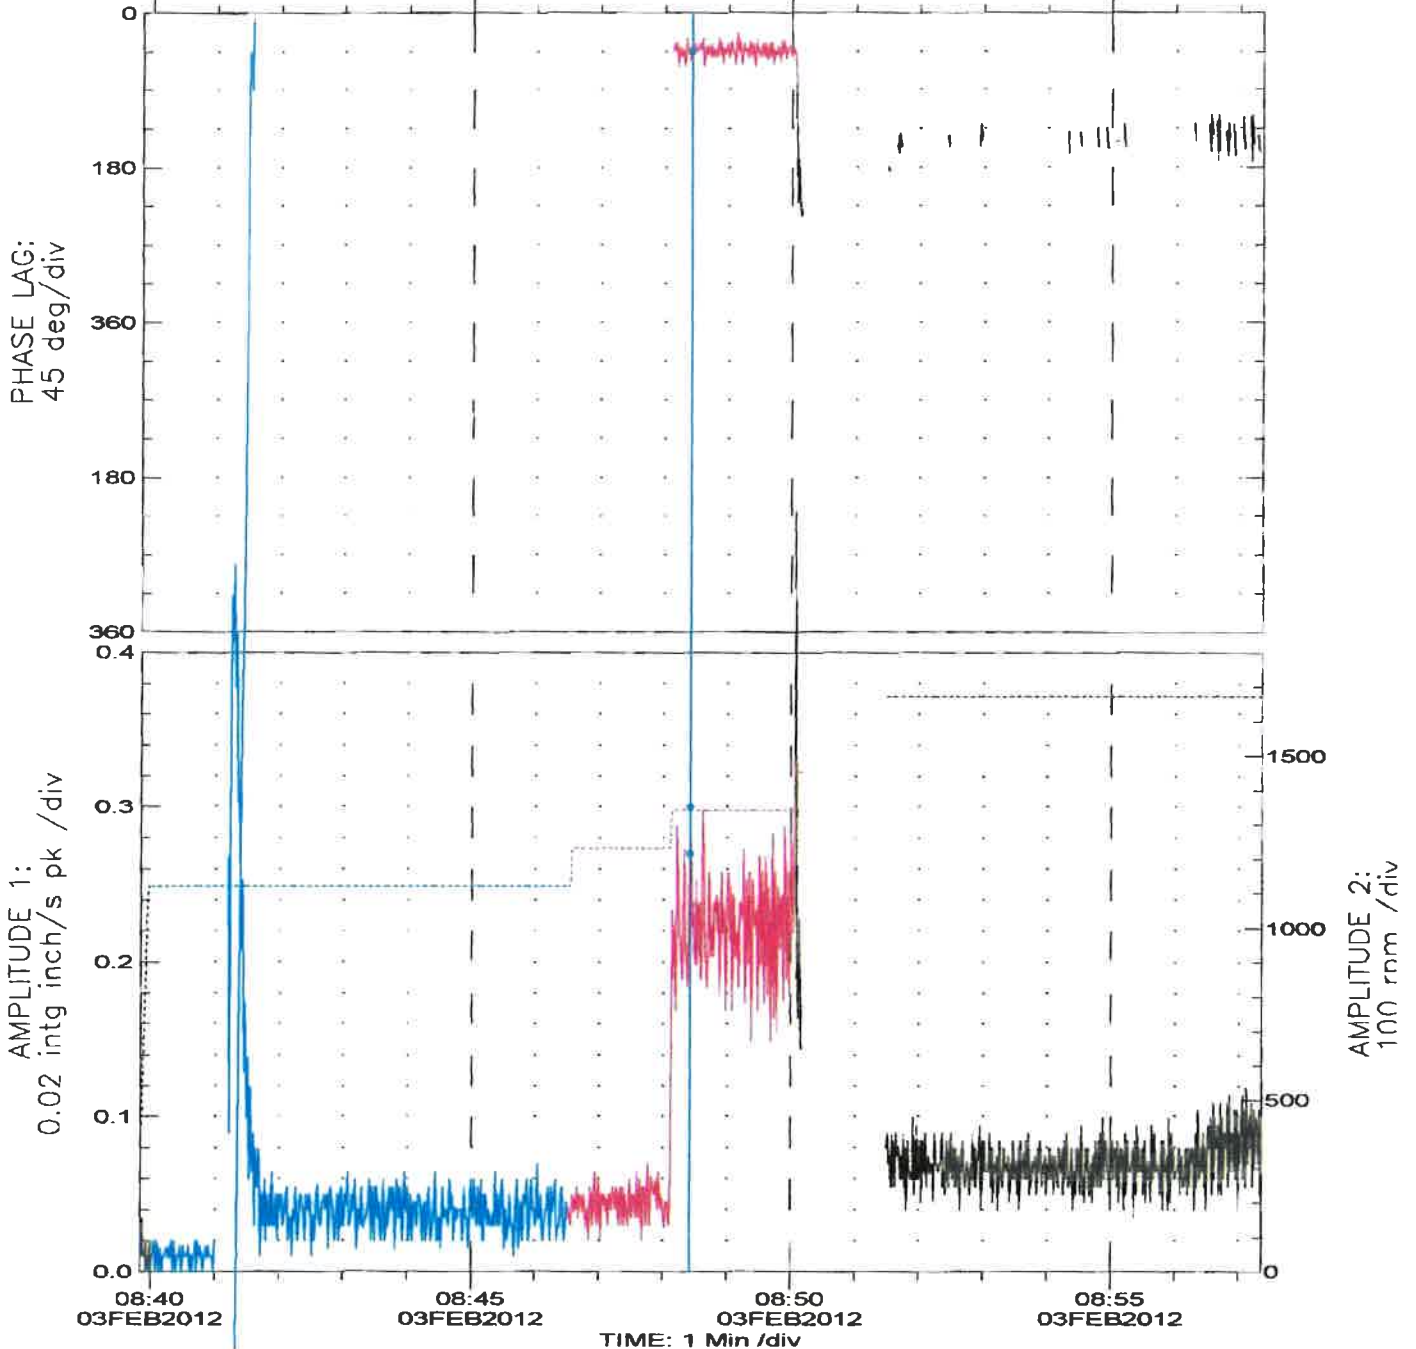 0
180
360
180
360
PHASE LAG:
45 deg/div
0.4
0.3
0.2
0.1
0.0
AMPLITUDE 1:
0.02 intg inch/s pk /div
1500
1000
500
0
AMPLITUDE 2:
100 rpm /div
08:40
03FEB2012
08:45
03FEB2012
08:50
03FEB2012
08:55
03FEB2012
TIME: 1 Min /div